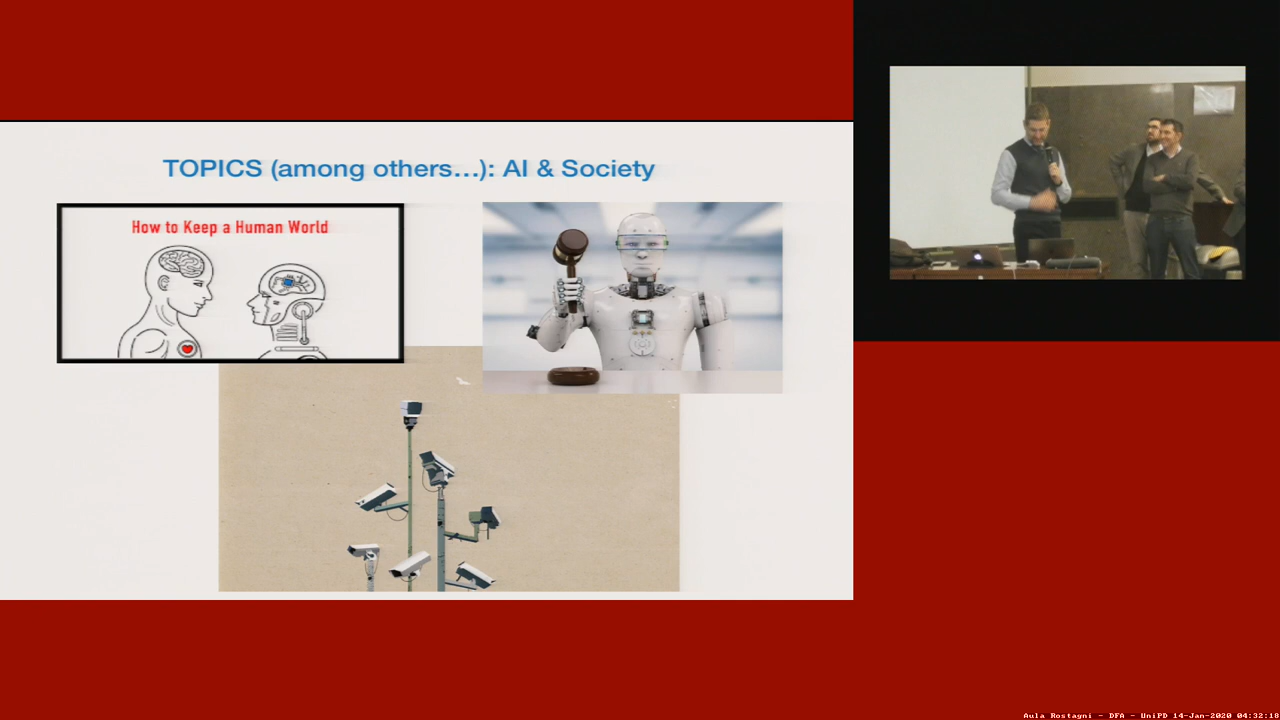 TOPICS (among others...): AI & Society
How to Keep a Human World
Aula Rostagni - DFA - UniPD 14-Jan-2020 04:32:18